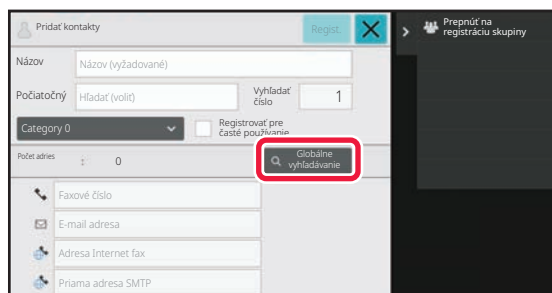 Pridať kontakty
Regist.
Prepnúť na
registráciu skupiny
Názov
Názov (vyžadované)
Počiatočný
Hľadať (voliť)
Vyhľadať
číslo
1
Category 0
Registrovať pre
časté používanie
Počet adries : 0
Globálne
vyhľadávanie
Faxové číslo
E-mail adresa
Adresa Internet fax
Priama adresa SMTP